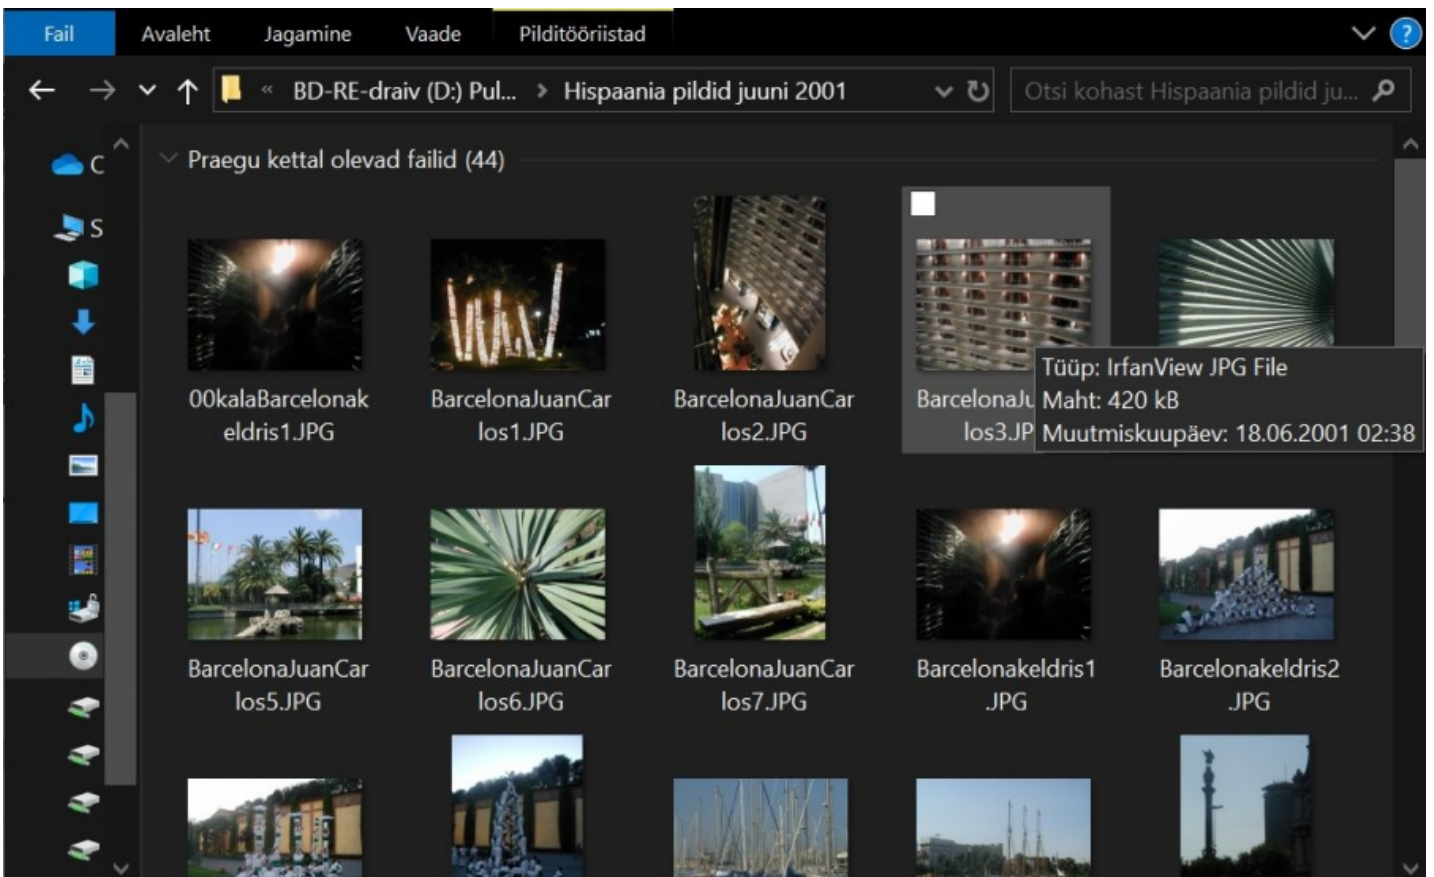 Fail Avaleht Jagamine Vaade Pilditööriistad ?
« BD-RE-draiv (D:) Pul... > Hispaania pildid juuni 2001 Otsi kohast Hispaania pildid ju...
C
Praegu kettal olevad failid (44)
S
00kalaBarcelonak
eldris1.JPG
BarcelonaJuanCar
los1.JPG
BarcelonaJuanCar
los2.JPG
BarcelonaJu
los3.JP
Tüüp: IrfanView JPG File
Maht: 420 kB
Muutmiskuupäev: 18.06.2001 02:38
BarcelonaJuanCar
los5.JPG
BarcelonaJuanCar
los6.JPG
BarcelonaJuanCar
los7.JPG
Barcelonakeldris1
.JPG
Barcelonakeldris2
.JPG